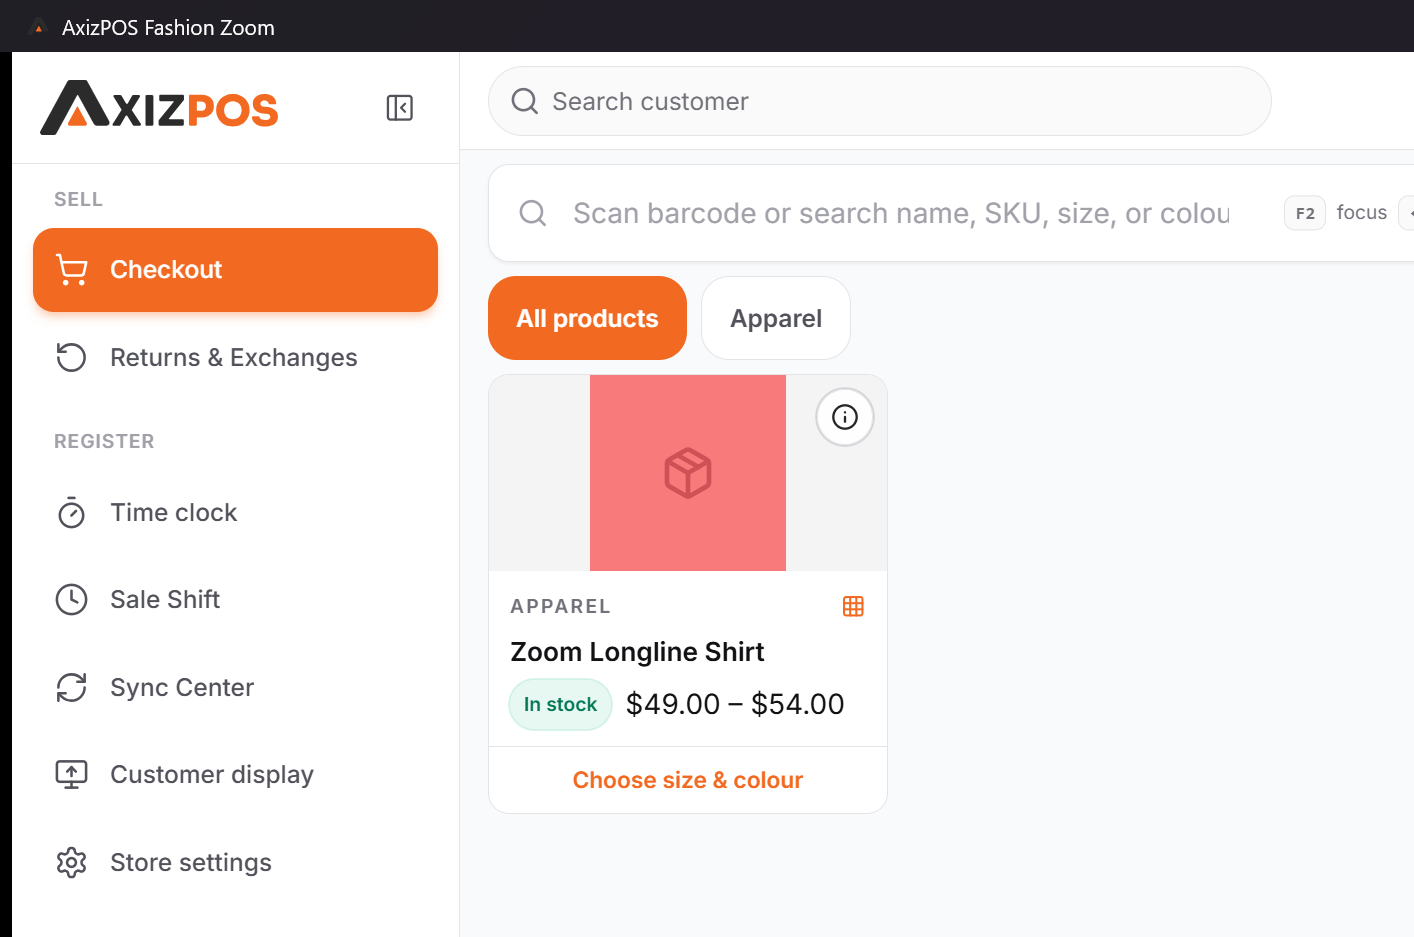 AxizPOS Fashion Zoom
AXIZPOS
Search customer
SELL
Scan barcode or search name, SKU, size, or colou
F2 focus
Checkout
All products
Apparel
Returns & Exchanges
REGISTER
Time clock
Sale Shift
Sync Center
Customer display
Store settings
APPAREL
Zoom Longline Shirt
In stock $49.00 – $54.00
Choose size & colour